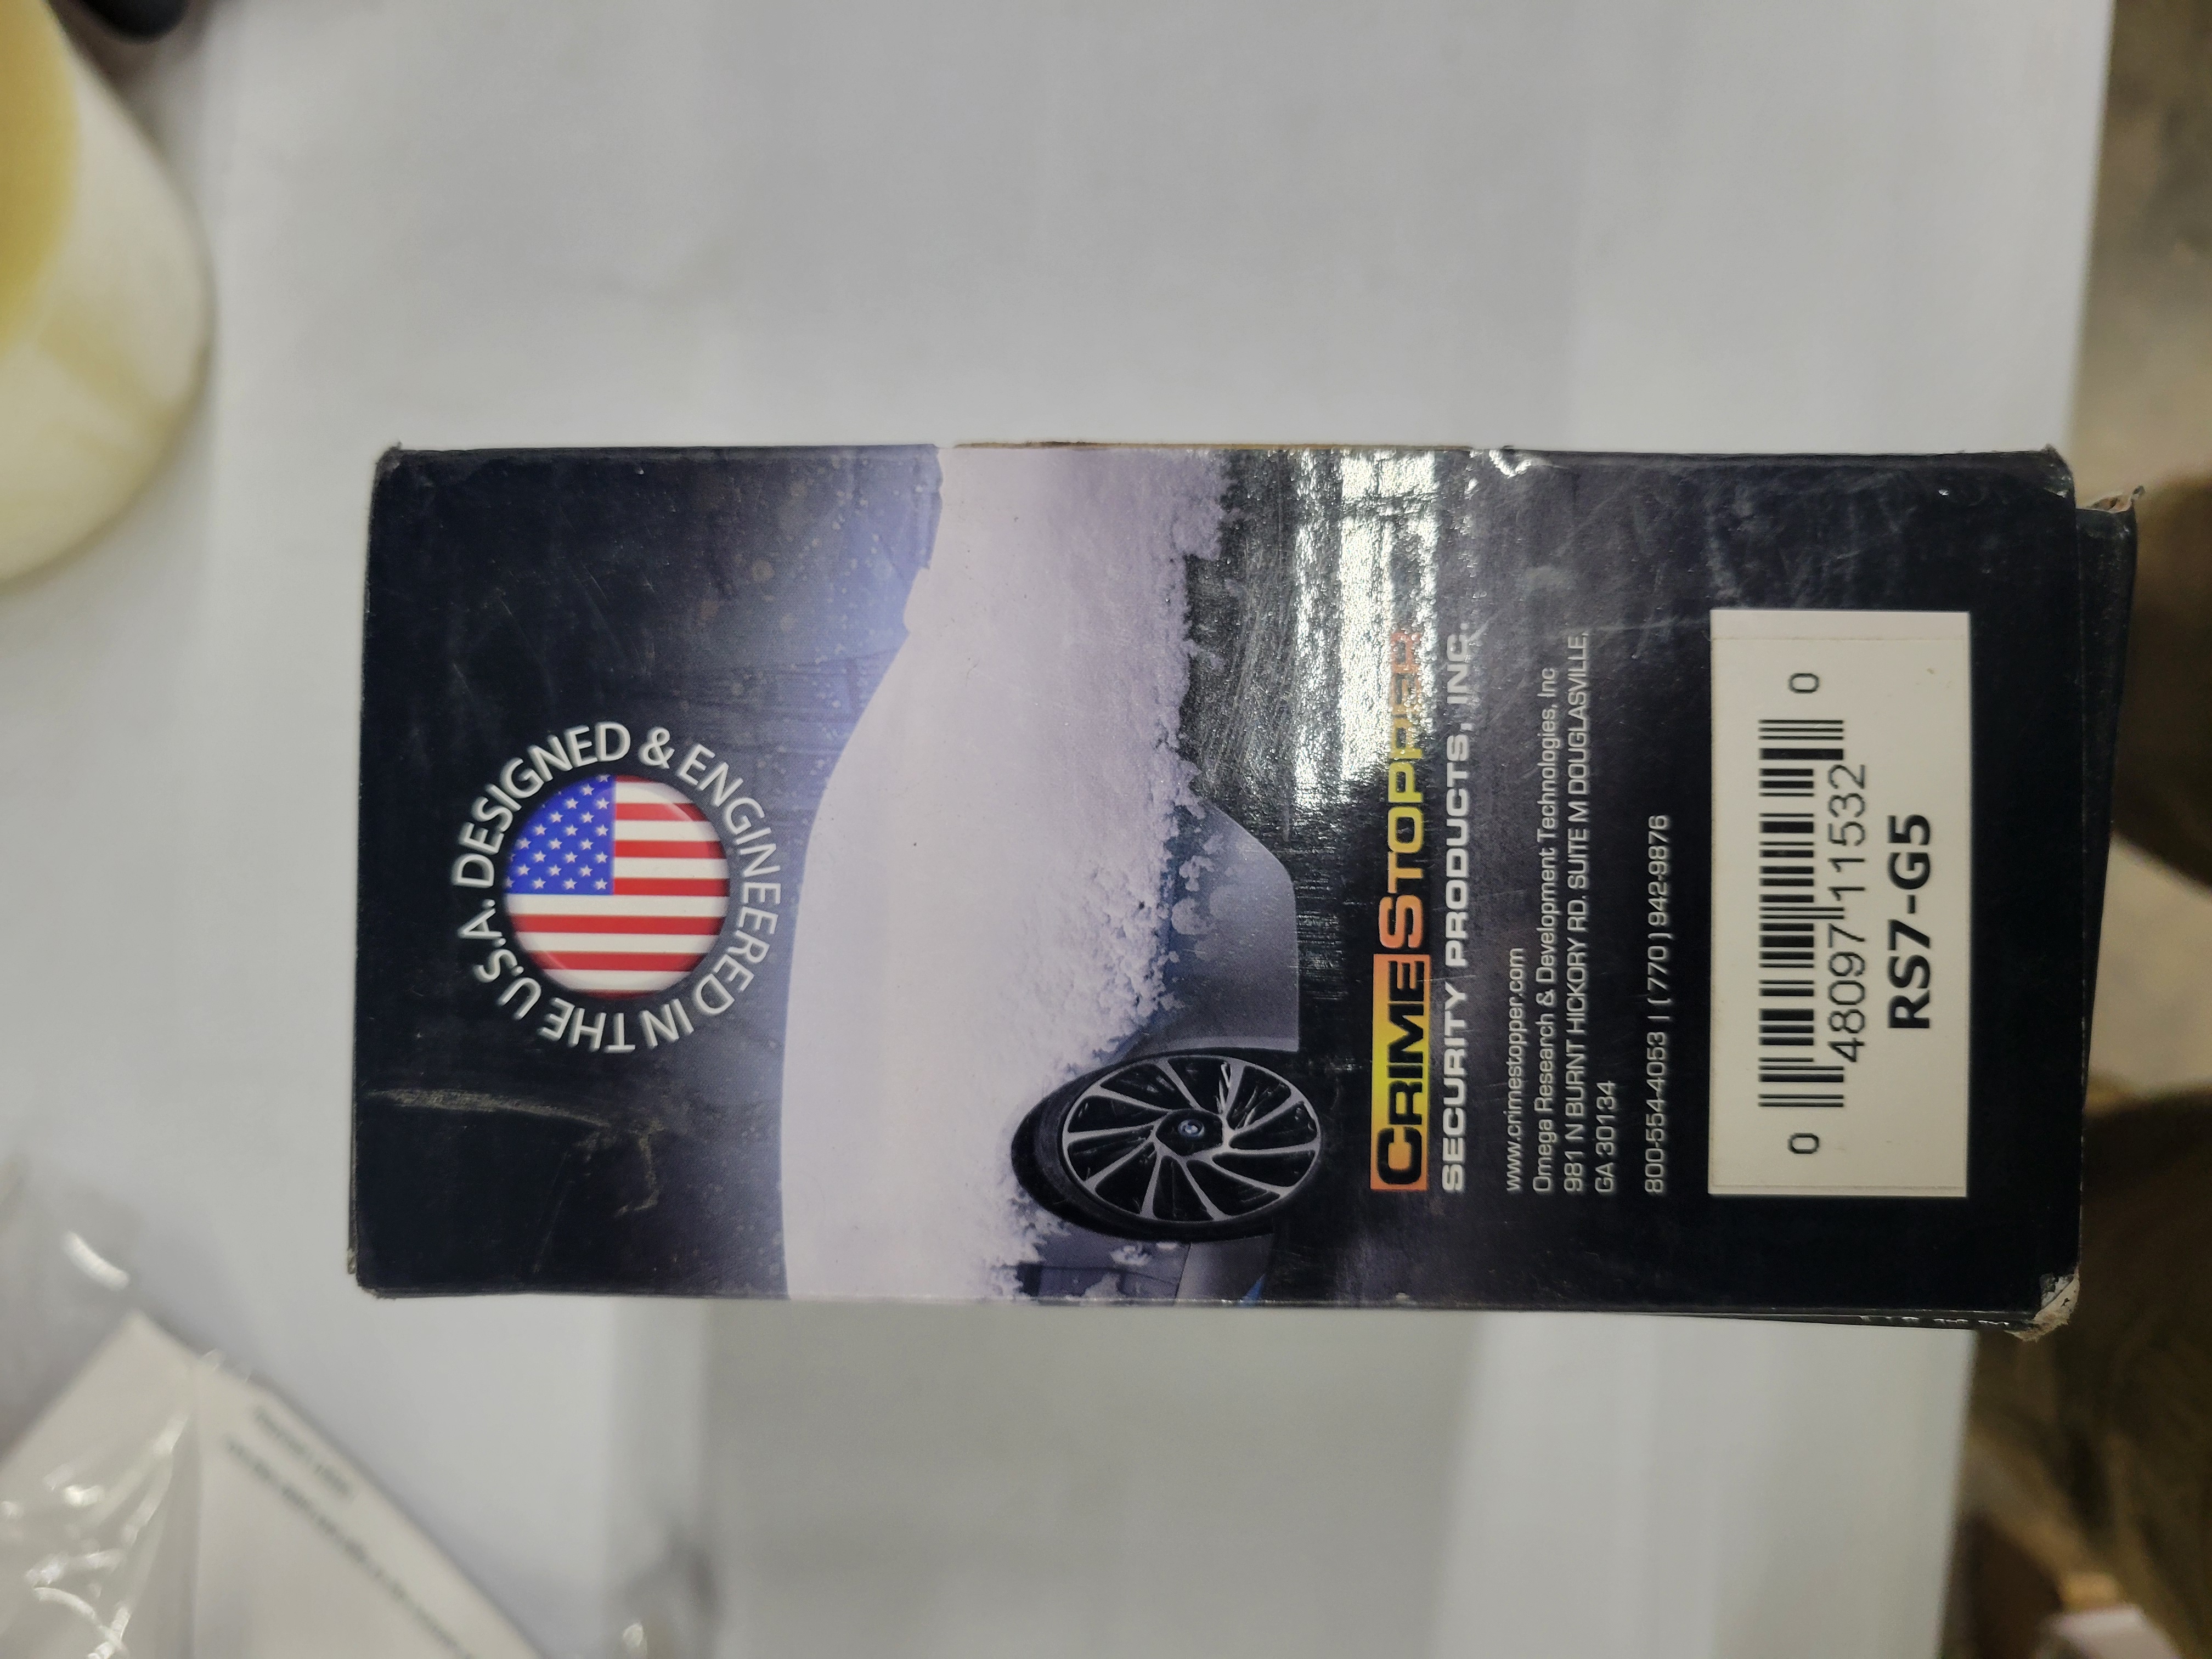 DESIGNED & ENGINEERED IN THE U.S.A.
CRIMESTOPPER
SECURITY PRODUCTS, INC.
www.crimestopper.com
Omega Research & Development Technologies, Inc
981 N BURNT HICKORY RD. SUITE M DOUGLASVILLE,
GA 30134
800-554-4053 | (770) 942-9876
0 48097 11532 0
RS7-G5